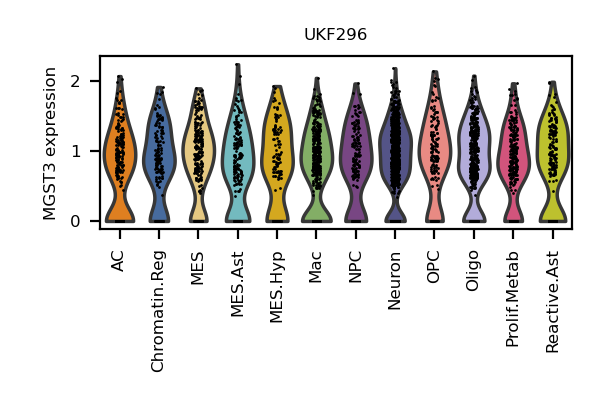 UKF296
MGST3 expression
2
1
0
AC
Chromatin.Reg
MES
MES.Ast
MES.Hyp
Mac
NPC
Neuron
OPC
Oligo
Prolif.Metab
Reactive.Ast